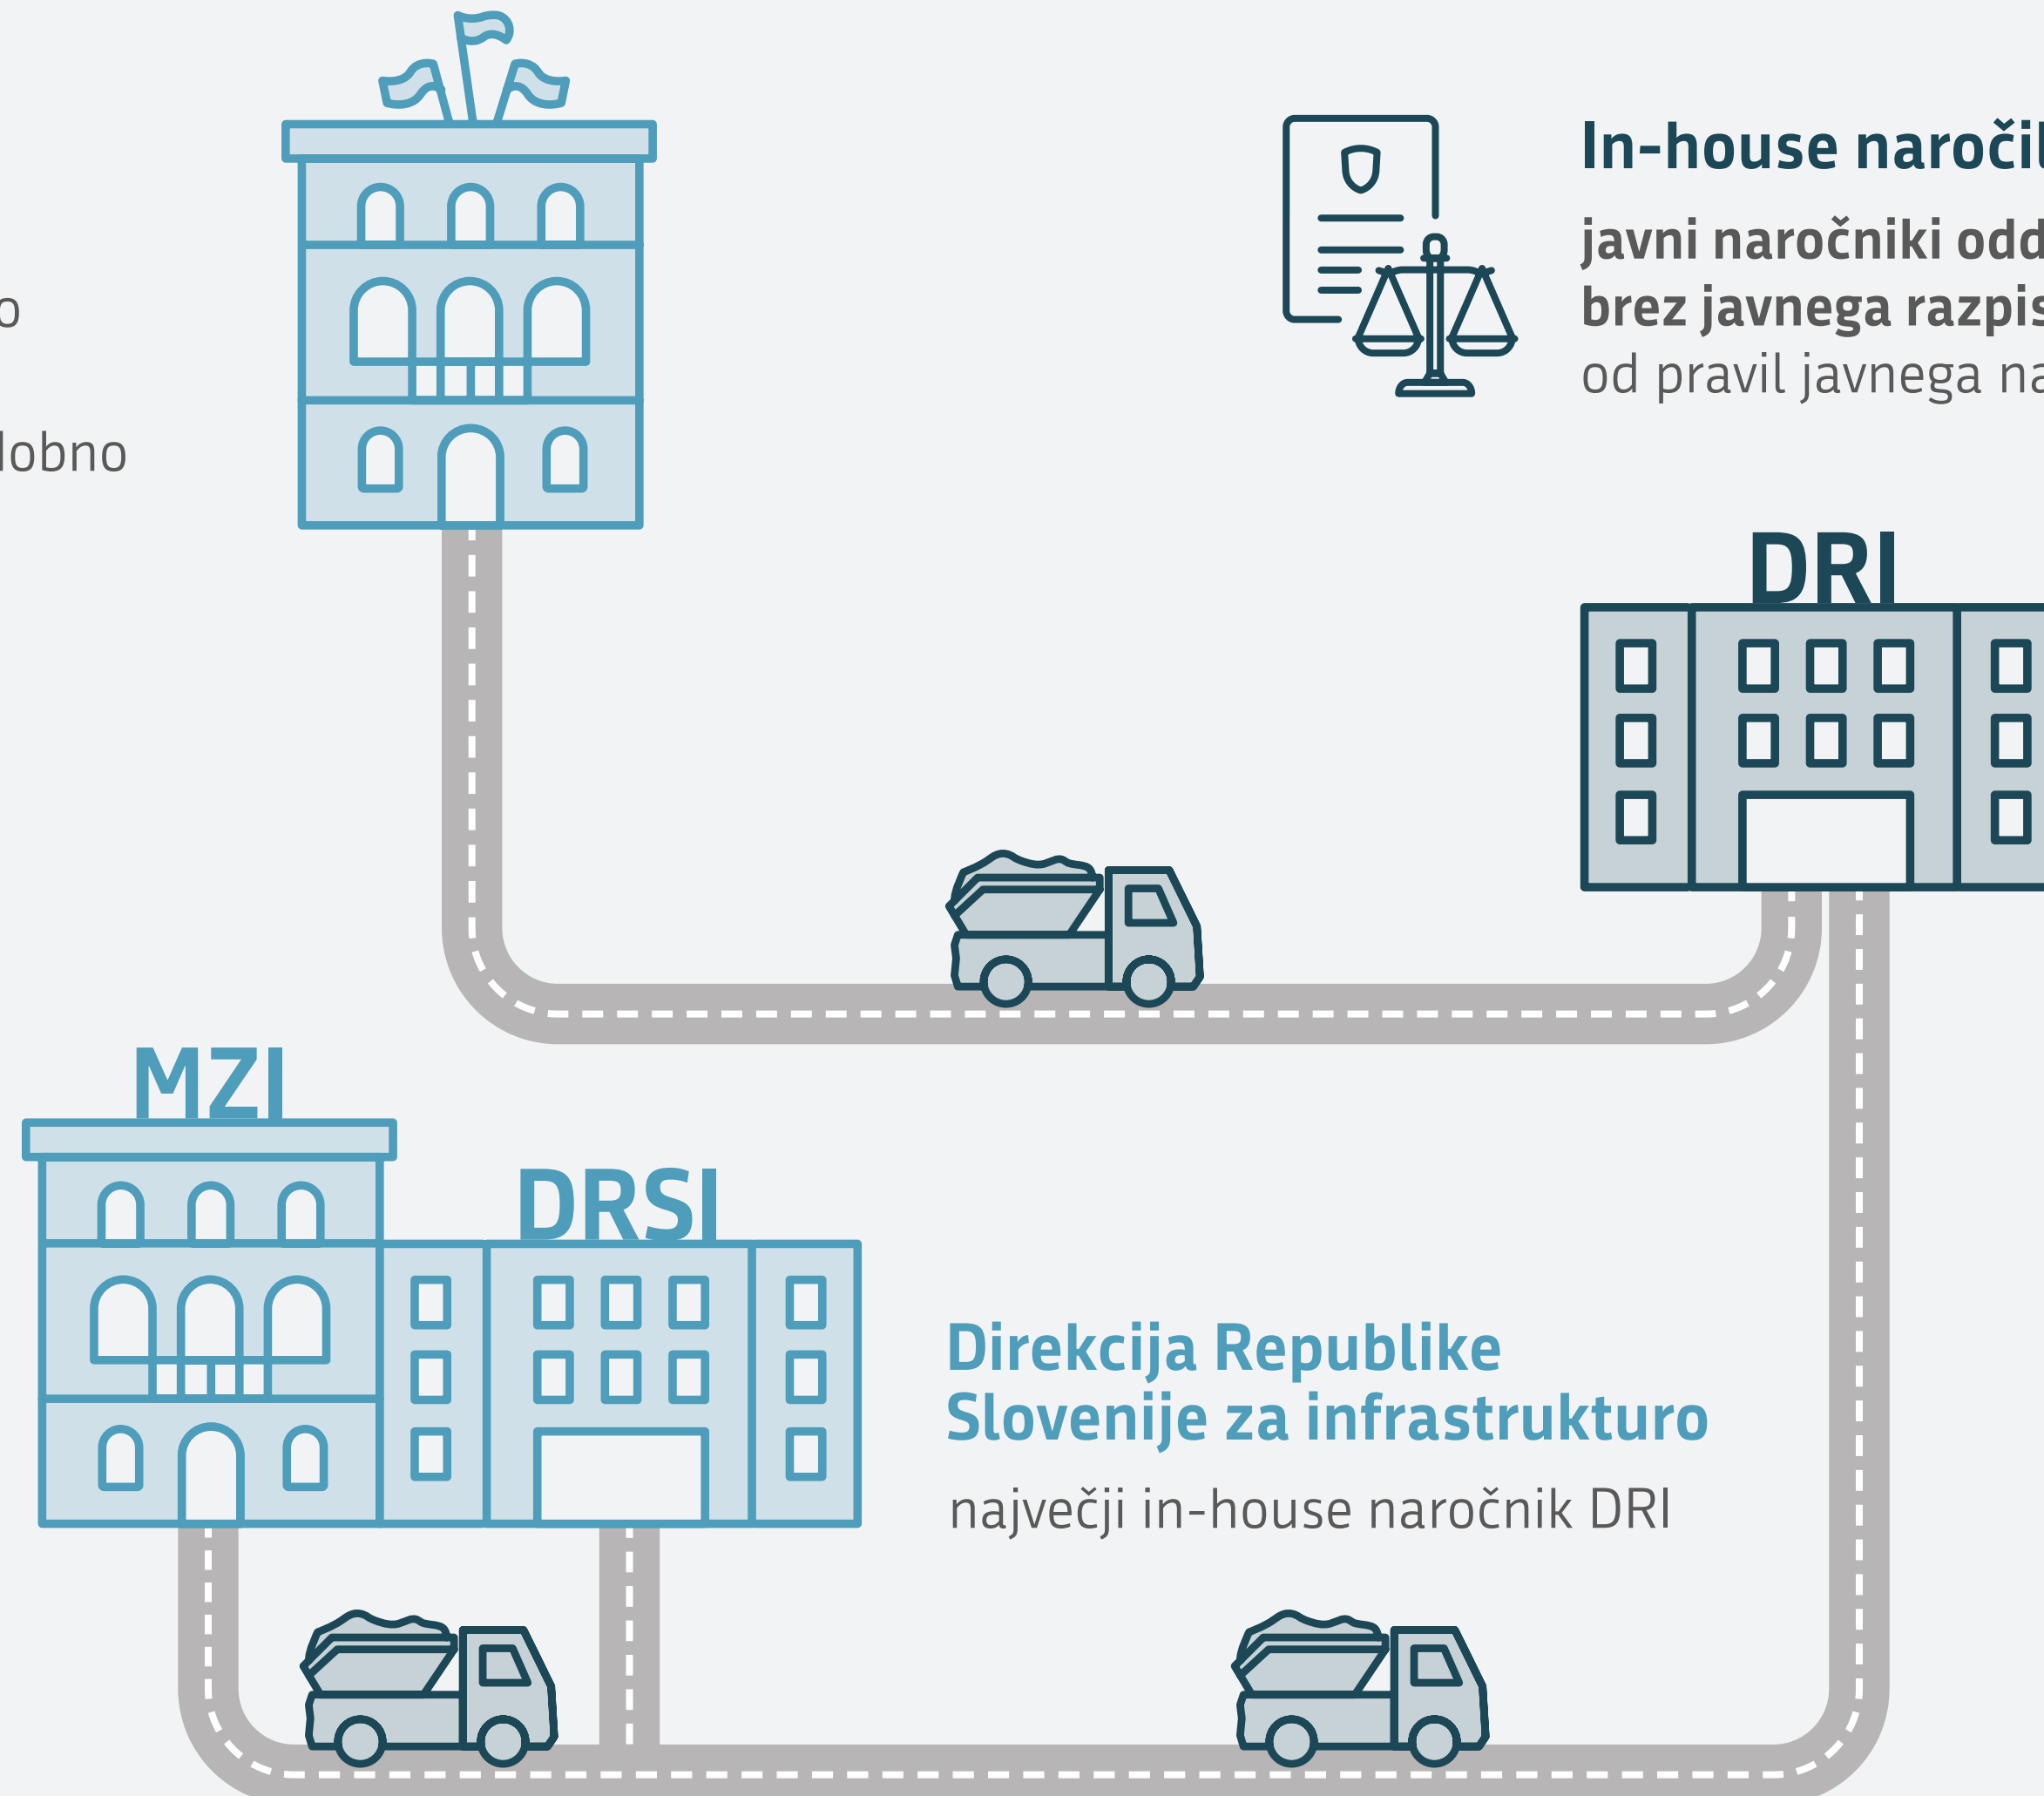 o
lobno
In-house naročil
javni naročniki od
brez javnega razpis
od pravil javnega na
DRI
MZI
DRSI
Direkcija Republike
Slovenije za infrastrukturo
največji in-house naročnik DRI